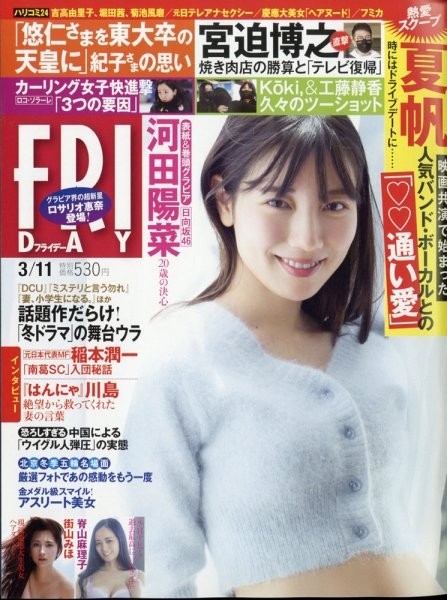 ハリコミ24 吉高由里子、堀田茜、菊池風磨/元日テレアナセクシー/慶應大美女「ヘアヌード」/フミカ
「悠仁さまを東大卒の
天皇に」紀子さまの思い
宮迫博之 直撃
焼き肉店の勝算と「テレビ復帰」
カーリング女子快進撃
ロコ・ソラーレ 「3つの要因」
Kōki,&工藤静香
久々のツーショット
熱愛
スクープ
夏帆
映画共演で始まった
人気バンド・ボーカルとの
時にはドライブデートに……
「♡♡通い愛」
FRI
DAY
フライデー
グラビア界の超新星
ロサリオ恵奈
登場!
表紙&巻頭グラビア 日向坂46
河田陽菜
20歳の決心
3/11 特別価格530円
『DCU』『ミステリと言う勿れ』
『妻、小学生になる。』ほか
話題作だらけ!
「冬ドラマ」の舞台ウラ
インタビュー
元日本代表MF 稲本潤一
「南葛SC」入団秘話
『はんにゃ』川島
絶望から救ってくれた
妻の言葉
恐ろしすぎる 中国による
「ウイグル人弾圧」の実態
北京冬季五輪名場面
厳選フォトであの感動をもう一度
金メダル級スマイル!
アスリート美女
脊山麻理子
街山みほ